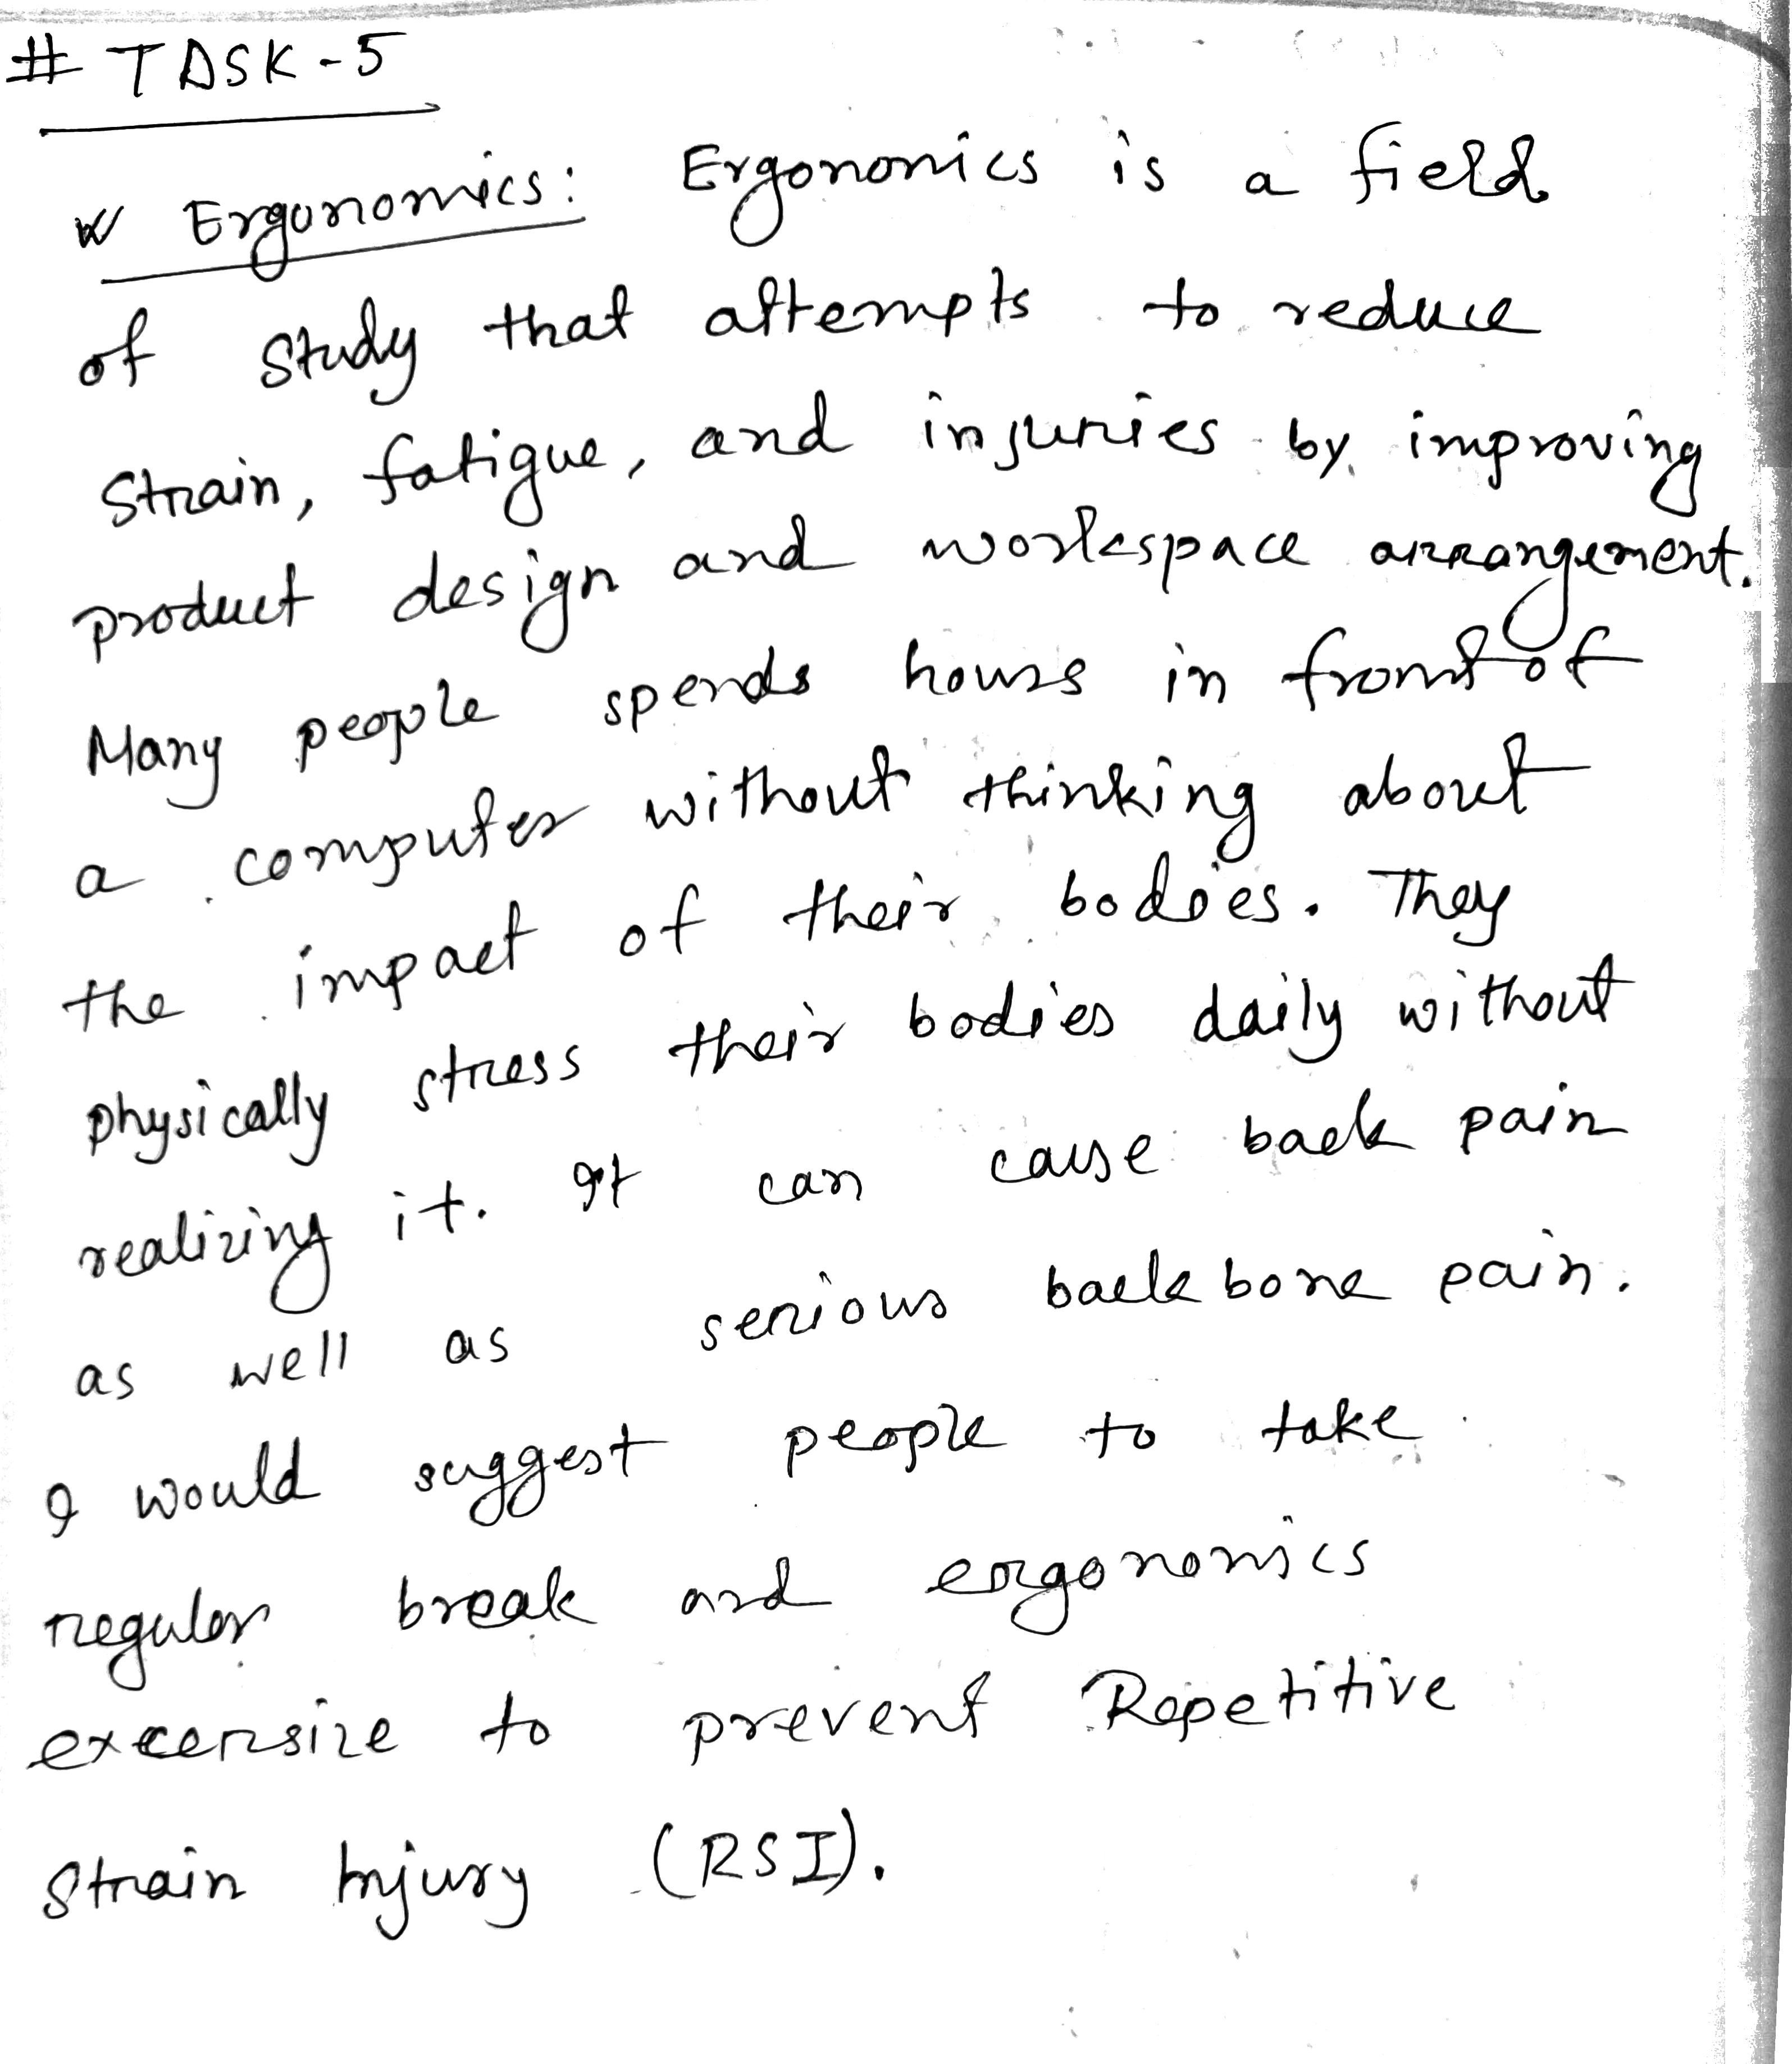 # TASK-5
Ergonomics: Ergonomics is a field
of study that attempts to reduce
strain, fatigue, and injuries by improving
product design and workspace arrangement.
Many people spends hours in front of
a computer without thinking about
the impact of their bodies. They
physically stress their bodies daily without
realizing it. It can cause back pain
as well as serious backbone pain.
I would suggest people to take
regular break and ergonomics
excersize to prevent Repetitive
Strain Injury (RSI).